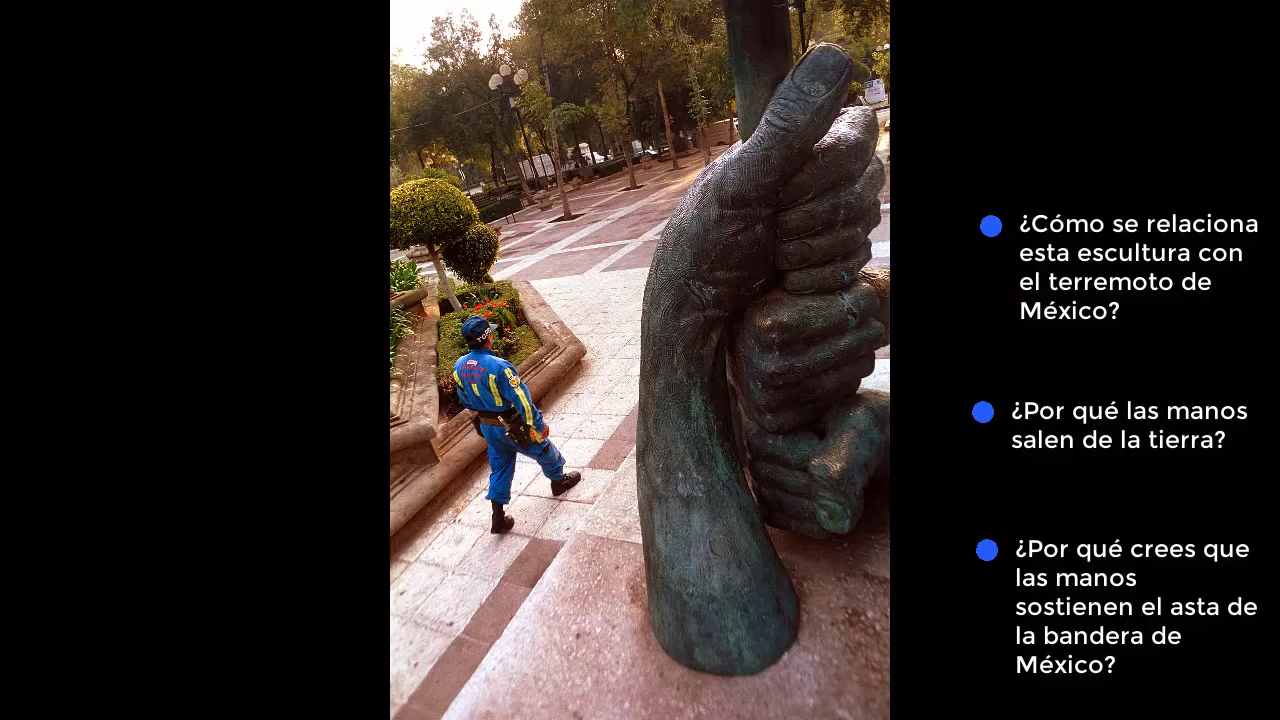 ¿Cómo se relaciona
esta escultura con
el terremoto de
México?
¿Por qué las manos
salen de la tierra?
¿Por qué crees que
las manos
sostienen el asta de
la bandera de
México?